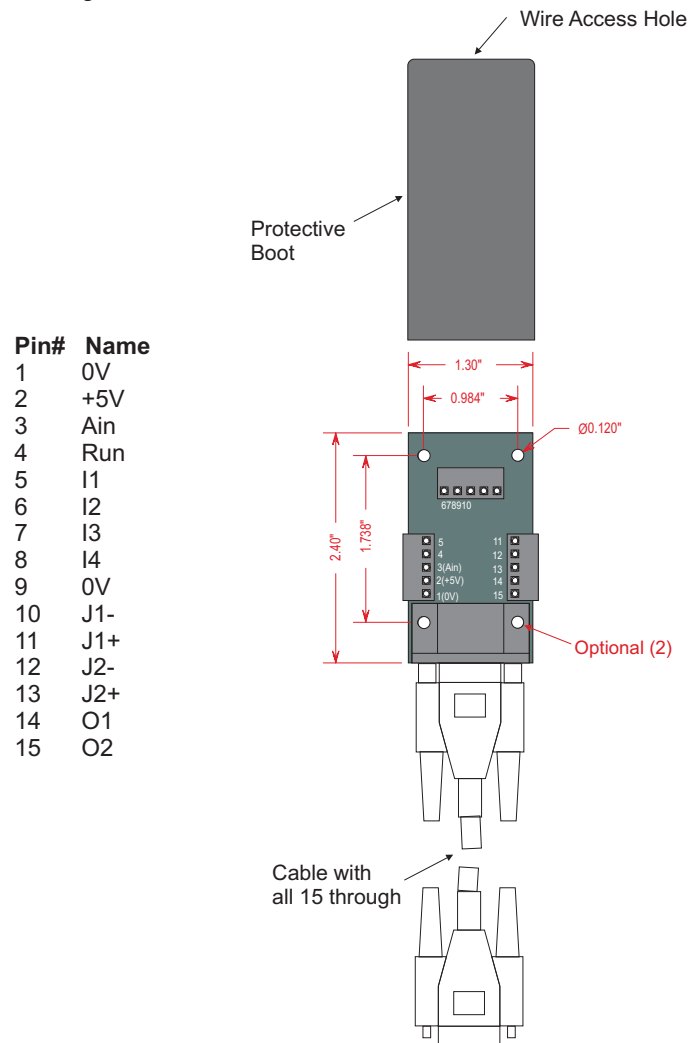 Wire Access Hole
Protective
Boot
Pin# Name
1 0V
2 +5V
3 Ain
4 Run
5 I1
6 I2
7 I3
8 I4
9 0V
10 J1-
11 J1+
12 J2-
13 J2+
14 O1
15 O2
1.30"
0.984"
Ø0.120"
2.40"
1.738"
678910
5
4
3(Ain)
2(+5V)
1(0V)
11
12
13
14
15
Optional (2)
Cable with
all 15 through